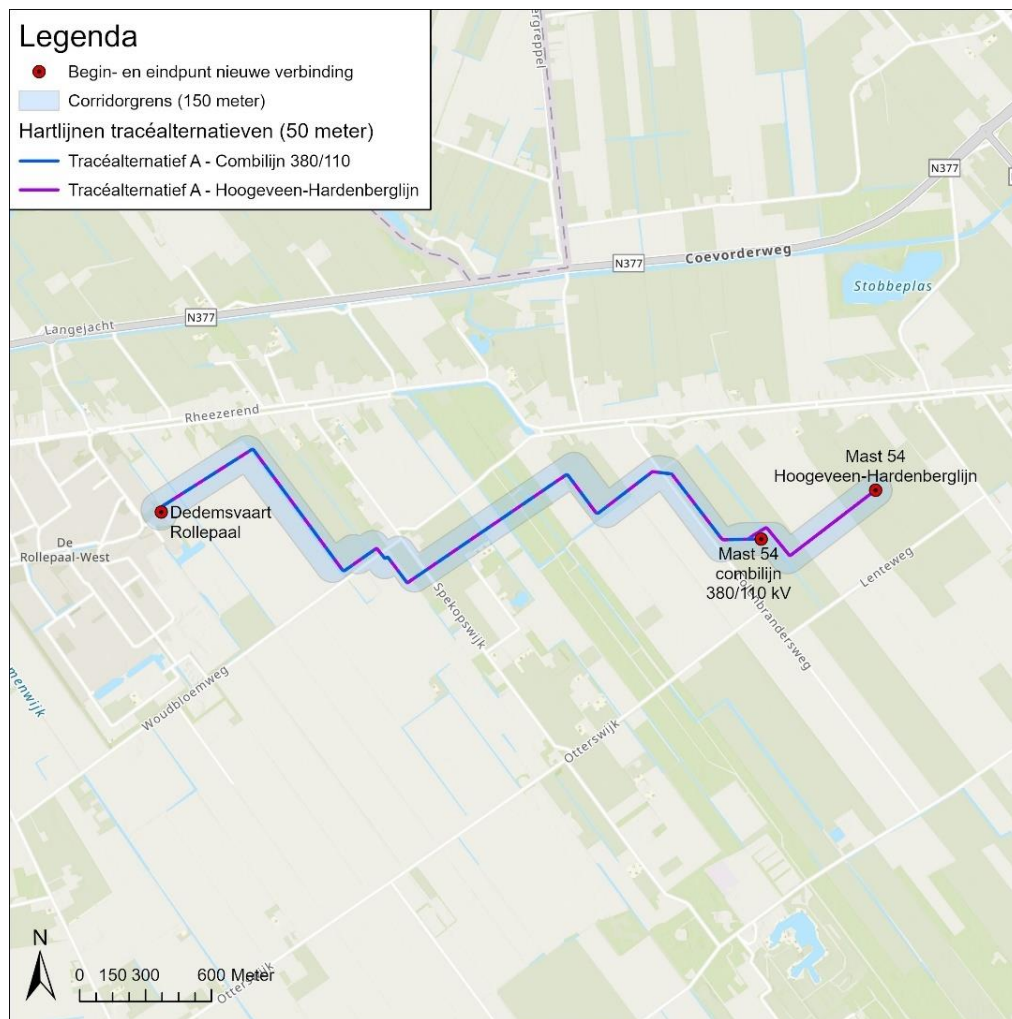 Legenda
Begin- en eindpunt nieuwe verbinding
Corridorgrens (150 meter)
Hartlijnen tracéalternatieven (50 meter)
Tracéalternatief A - Combilijn 380/110
Tracéalternatief A - Hoogeveen-Hardenberglijn
N377
N377
Coevorderweg
Stobbeplas
N377
Langejacht
Rheezerend
Mast 54
Hoogeveen-Hardenberglijn
Dedemsvaart
Rollepaal
De
Rollepaal-West
Mast 54
combilijn
380/110 kV
Lenteweg
Spekopswijk
Woudbloemweg
Otterswijk
Otterswijk
N
0 150 300 600 Meter